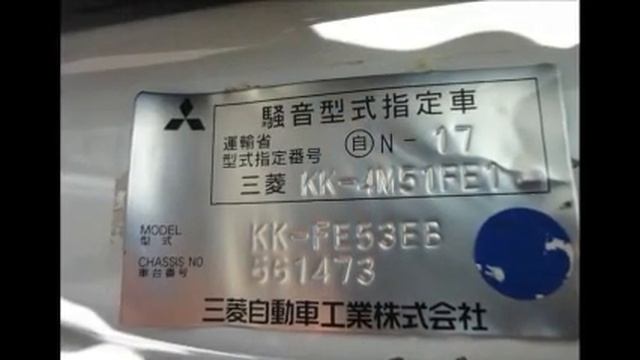 騒音型式指定車
運輸省
型式指定番号 自 N - 17
三菱 KK-4M51FE1
MODEL
型式 KK-FE53EB
CHASSIS NO
車台番号 551473
三菱自動車工業株式会社